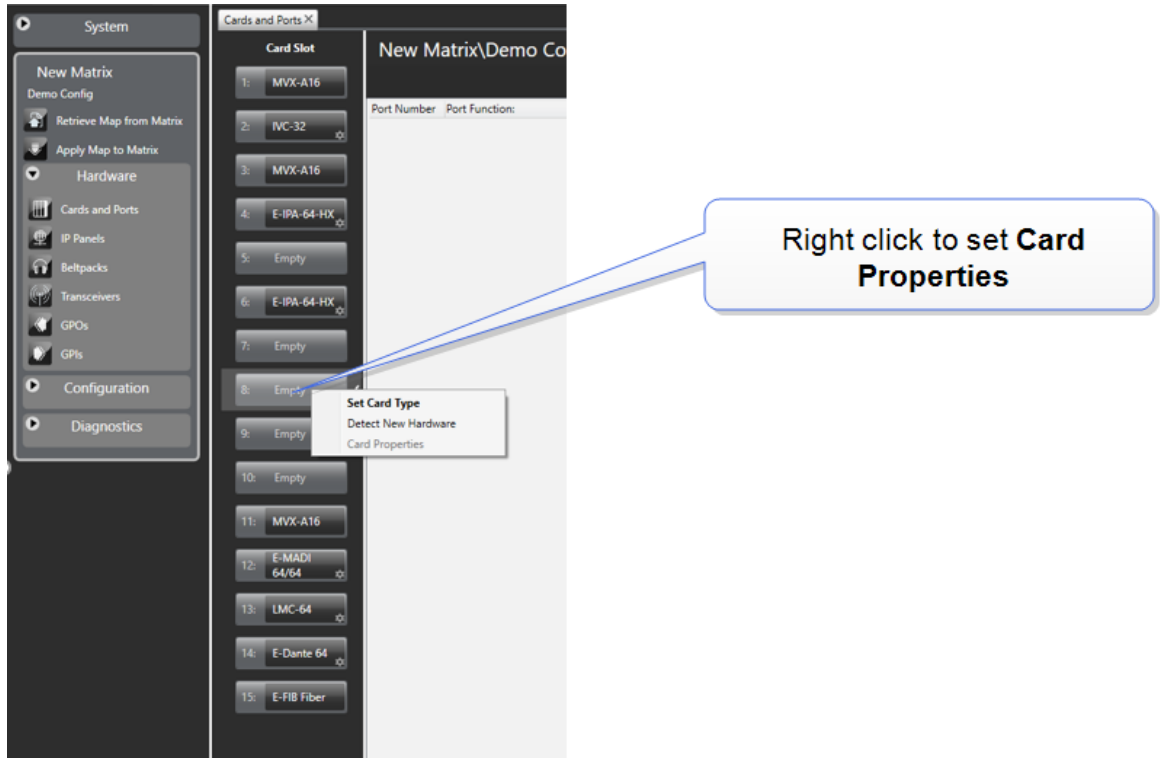 System
New Matrix
Demo Config
Retrieve Map from Matrix
Apply Map to Matrix
Hardware
Cards and Ports
IP Panels
Beltpacks
Transceivers
GPOs
GPIs
Configuration
Diagnostics
Cards and Ports X
Card Slot
1: MVX-A16
2: IVC-32
3: MVX-A16
4: E-IPA-64-HX
5: Empty
6: E-IPA-64-HX
7: Empty
8: Empty
9: Empty
10: Empty
11: MVX-A16
12: E-MADI
64/64
13: LMC-64
14: E-Dante 64
15: E-FIB Fiber
Set Card Type
Detect New Hardware
Card Properties
New Matrix\Demo Co
Port Number Port Function:
Right click to set Card
Properties